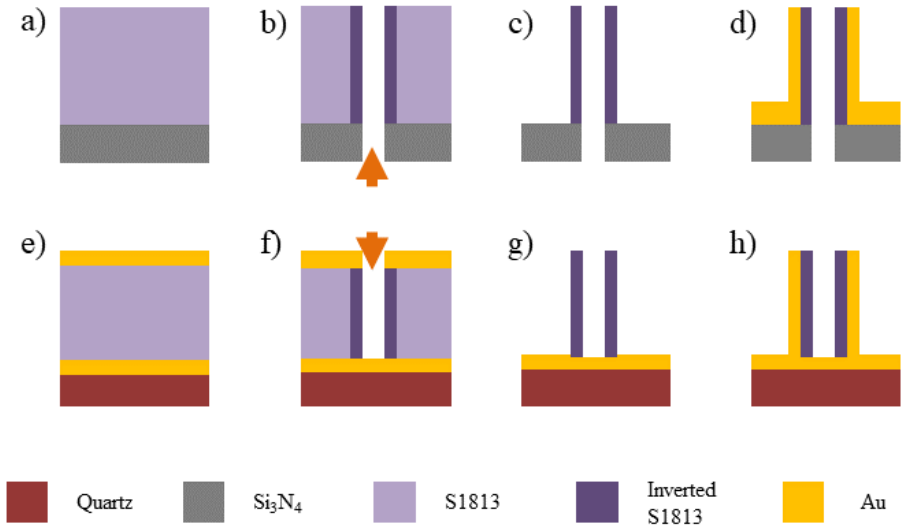 a)
b)
c)
d)
e)
f)
g)
h)
Quartz
Si₃N₄
S1813
Inverted
S1813
Au